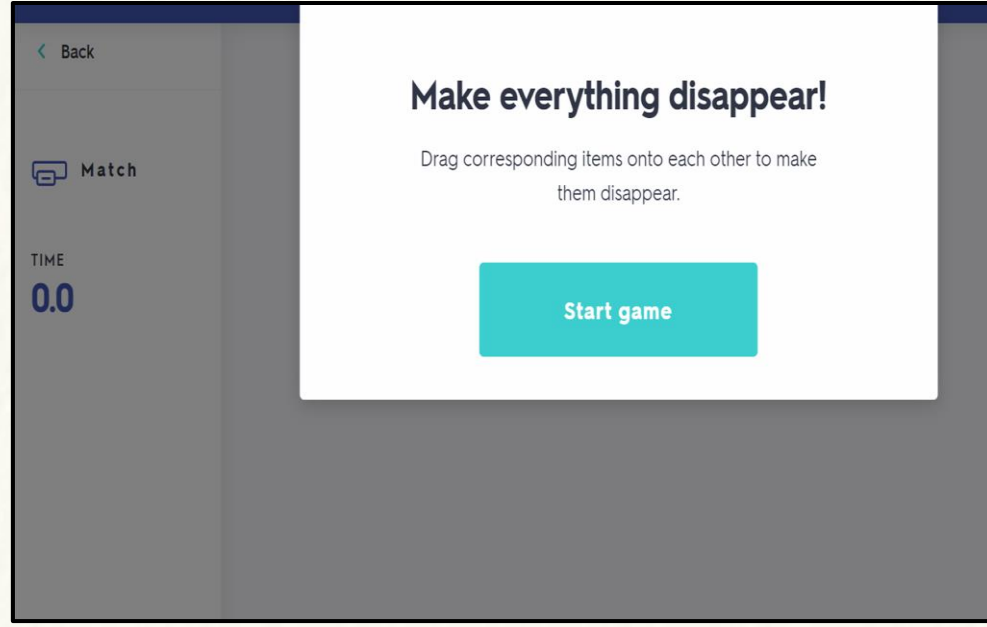 Back
Match
TIME
0.0
Make everything disappear!
Drag corresponding items onto each other to make
them disappear.
Start game